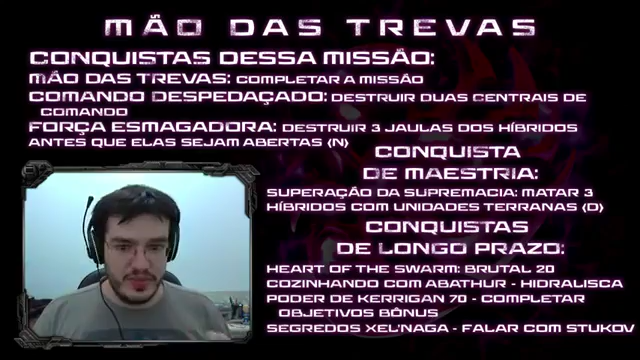 MÃO DAS TREVAS
CONQUISTAS DESSA MISSÃO:
MÃO DAS TREVAS: COMPLETAR A MISSÃO
COMANDO DESPEDAÇADO: DESTRUIR DUAS CENTRAIS DE
COMANDO
FORÇA ESMAGADORA: DESTRUIR 3 JAULAS DOS HÍBRIDOS
ANTES QUE ELAS SEJAM ABERTAS (N)
CONQUISTA
DE MAESTRIA:
SUPERAÇÃO DA SUPREMACIA: MATAR 3
HÍBRIDOS COM UNIDADES TERRANAS (D)
CONQUISTAS
DE LONGO PRAZO:
HEART OF THE SWARM: BRUTAL 20
COZINHANDO COM ABATHUR - HIDRALISCA
PODER DE KERRIGAN 70 - COMPLETAR
OBJETIVOS BÔNUS
SEGREDOS XEL'NAGA - FALAR COM STUKOV